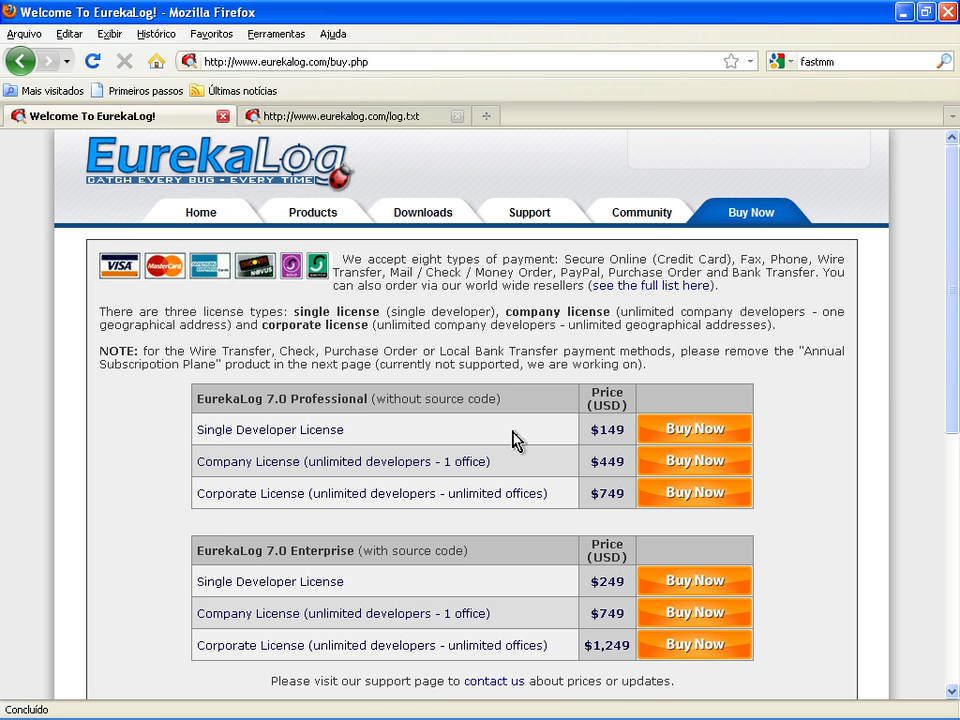 Welcome To EurekaLog! - Mozilla Firefox
Arquivo Editar Exibir Histórico Favoritos Ferramentas Ajuda
http://www.eurekalog.com/buy.php fastmm
Mais visitados Primeiros passos Últimas notícias
Welcome To EurekaLog! http://www.eurekalog.com/log.txt
EurekaLog
CATCH EVERY BUG - EVERY TIME
Home Products Downloads Support Community Buy Now
VISA MasterCard AMERICAN EXPRESS NOVUS SOLO SWITCH
We accept eight types of payment: Secure Online (Credit Card), Fax, Phone, Wire
Transfer, Mail / Check / Money Order, PayPal, Purchase Order and Bank Transfer. You
can also order via our world wide resellers (see the full list here).
There are three license types: single license (single developer), company license (unlimited company developers - one
geographical address) and corporate license (unlimited company developers - unlimited geographical addresses).
NOTE: for the Wire Transfer, Check, Purchase Order or Local Bank Transfer payment methods, please remove the "Annual
Subscripotion Plane" product in the next page (currently not supported, we are working on).
EurekaLog 7.0 Professional (without source code) Price
(USD)
Single Developer License $149 Buy Now
Company License (unlimited developers - 1 office) $449 Buy Now
Corporate License (unlimited developers - unlimited offices) $749 Buy Now
EurekaLog 7.0 Enterprise (with source code) Price
(USD)
Single Developer License $249 Buy Now
Company License (unlimited developers - 1 office) $749 Buy Now
Corporate License (unlimited developers - unlimited offices) $1,249 Buy Now
Please visit our support page to contact us about prices or updates.
Concluído